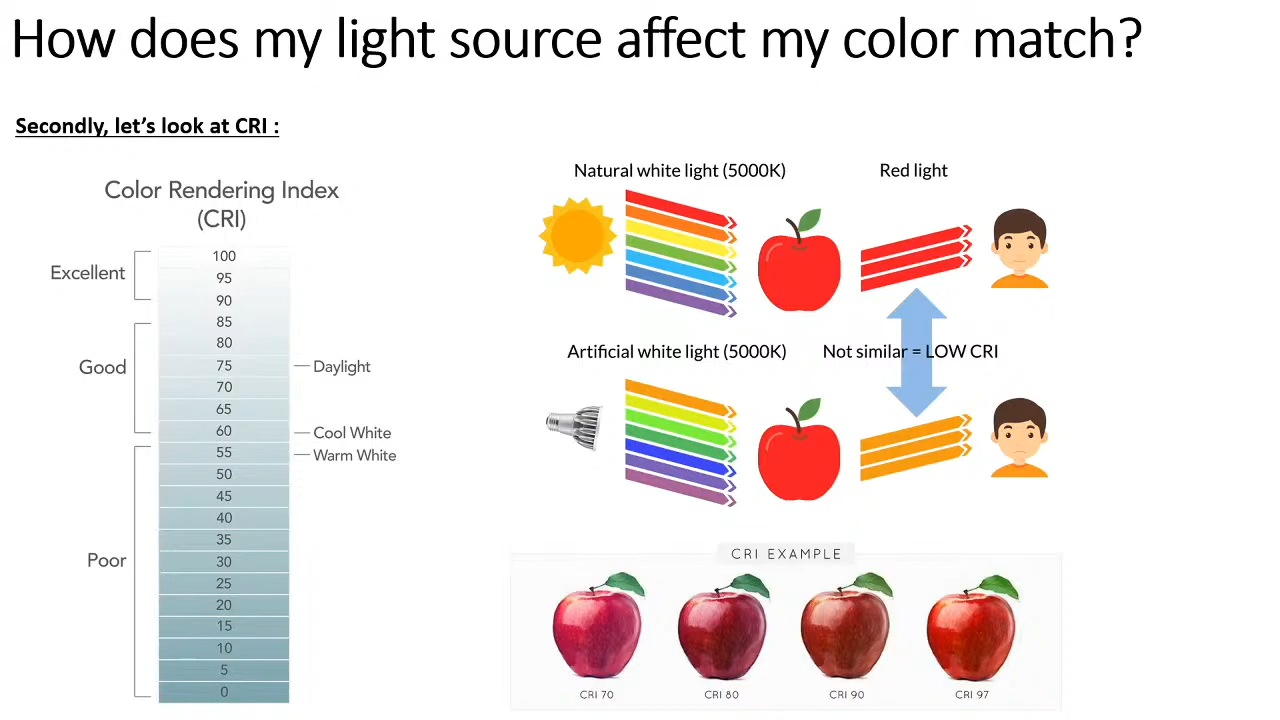 How does my light source affect my color match?
Secondly, let's look at CRI :
Color Rendering Index
(CRI)
Excellent
Good
Poor
100
95
90
85
80
75
70
65
60
55
50
45
40
35
30
25
20
15
10
5
0
Daylight
Cool White
Warm White
Natural white light (5000K)
Red light
Artificial white light (5000K)
Not similar = LOW CRI
CRI EXAMPLE
CRI 70
CRI 80
CRI 90
CRI 97